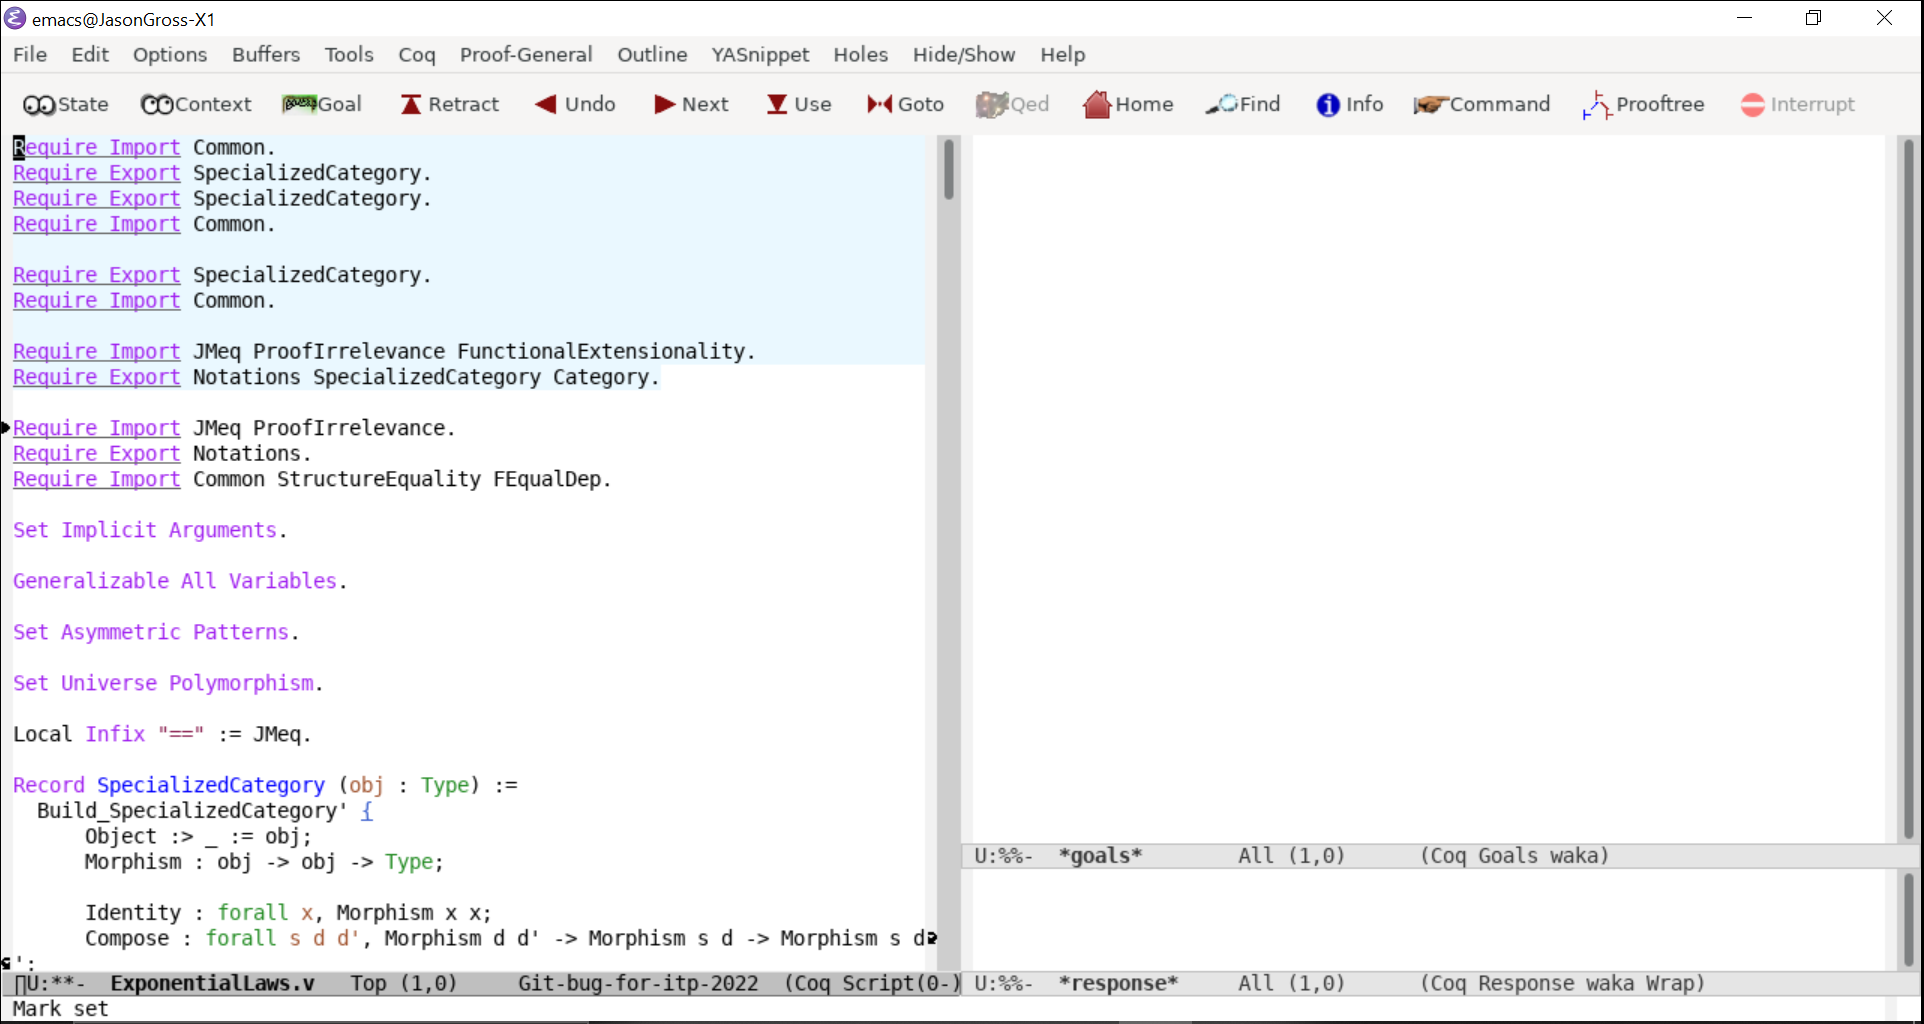 emacs@JasonGross-X1
File Edit Options Buffers Tools Coq Proof-General Outline YASnippet Holes Hide/Show Help
State Context Goal Retract Undo Next Use Goto Qed Home Find Info Command Prooftree Interrupt
Require Import Common.
Require Export SpecializedCategory.
Require Export SpecializedCategory.
Require Import Common.
Require Export SpecializedCategory.
Require Import Common.
Require Import JMeq ProofIrrelevance FunctionalExtensionality.
Require Export Notations SpecializedCategory Category.
Require Import JMeq ProofIrrelevance.
Require Export Notations.
Require Import Common StructureEquality FEqualDep.
Set Implicit Arguments.
Generalizable All Variables.
Set Asymmetric Patterns.
Set Universe Polymorphism.
Local Infix "==" := JMeq.
Record SpecializedCategory (obj : Type) :=
Build_SpecializedCategory' {
Object :> _ := obj;
Morphism : obj -> obj -> Type;
Identity : forall x, Morphism x x;
Compose : forall s d d', Morphism d d' -> Morphism s d -> Morphism s d
';
U:**- ExponentialLaws.v Top (1,0) Git-bug-for-itp-2022 (Coq Script(0-)
Mark set
U:%%- *goals* All (1,0) (Coq Goals waka)
U:%%- *response* All (1,0) (Coq Response waka Wrap)